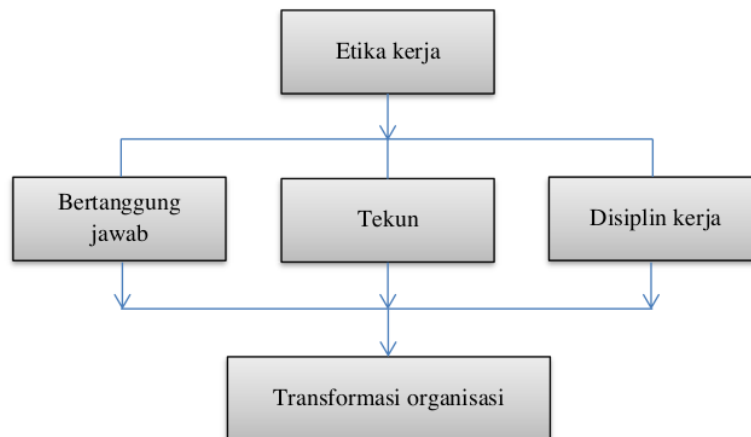 Etika kerja
Bertanggung
jawab
Tekun
Disiplin kerja
Transformasi organisasi